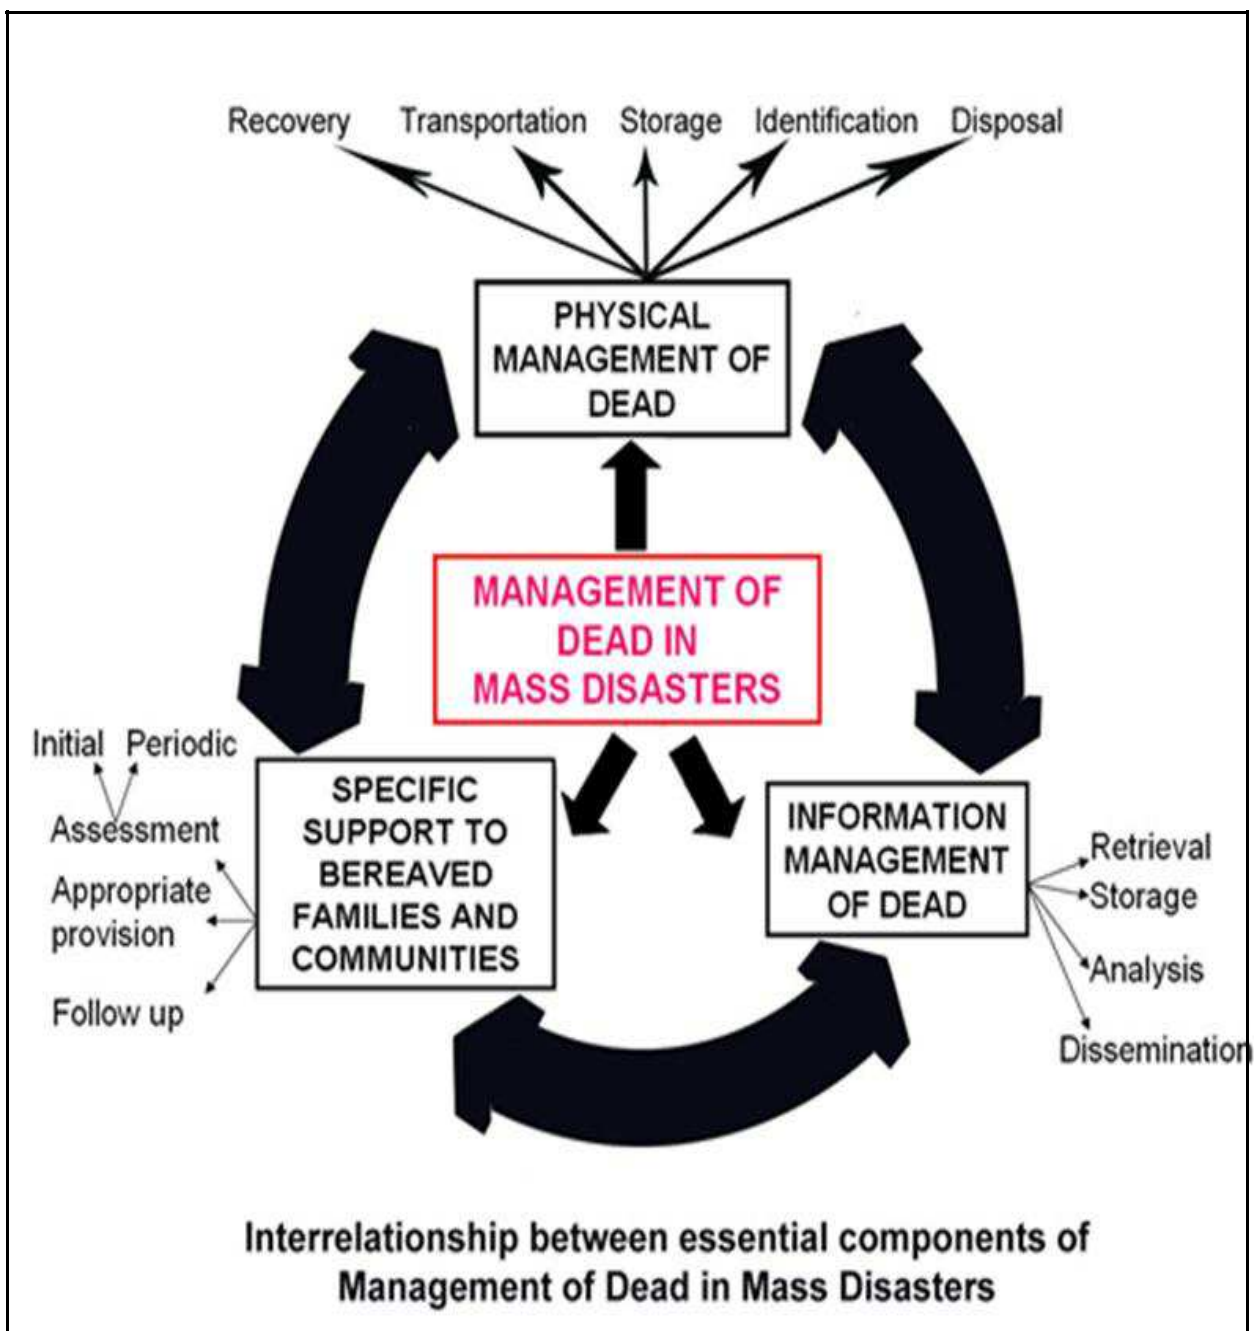 Recovery Transportation Storage Identification Disposal
PHYSICAL
MANAGEMENT OF
DEAD
MANAGEMENT OF
DEAD IN
MASS DISASTERS
Initial Periodic
Assessment
Appropriate
provision
Follow up
SPECIFIC
SUPPORT TO
BEREAVED
FAMILIES AND
COMMUNITIES
INFORMATION
MANAGEMENT
OF DEAD
Retrieval
Storage
Analysis
Dissemination
Interrelationship between essential components of
Management of Dead in Mass Disasters